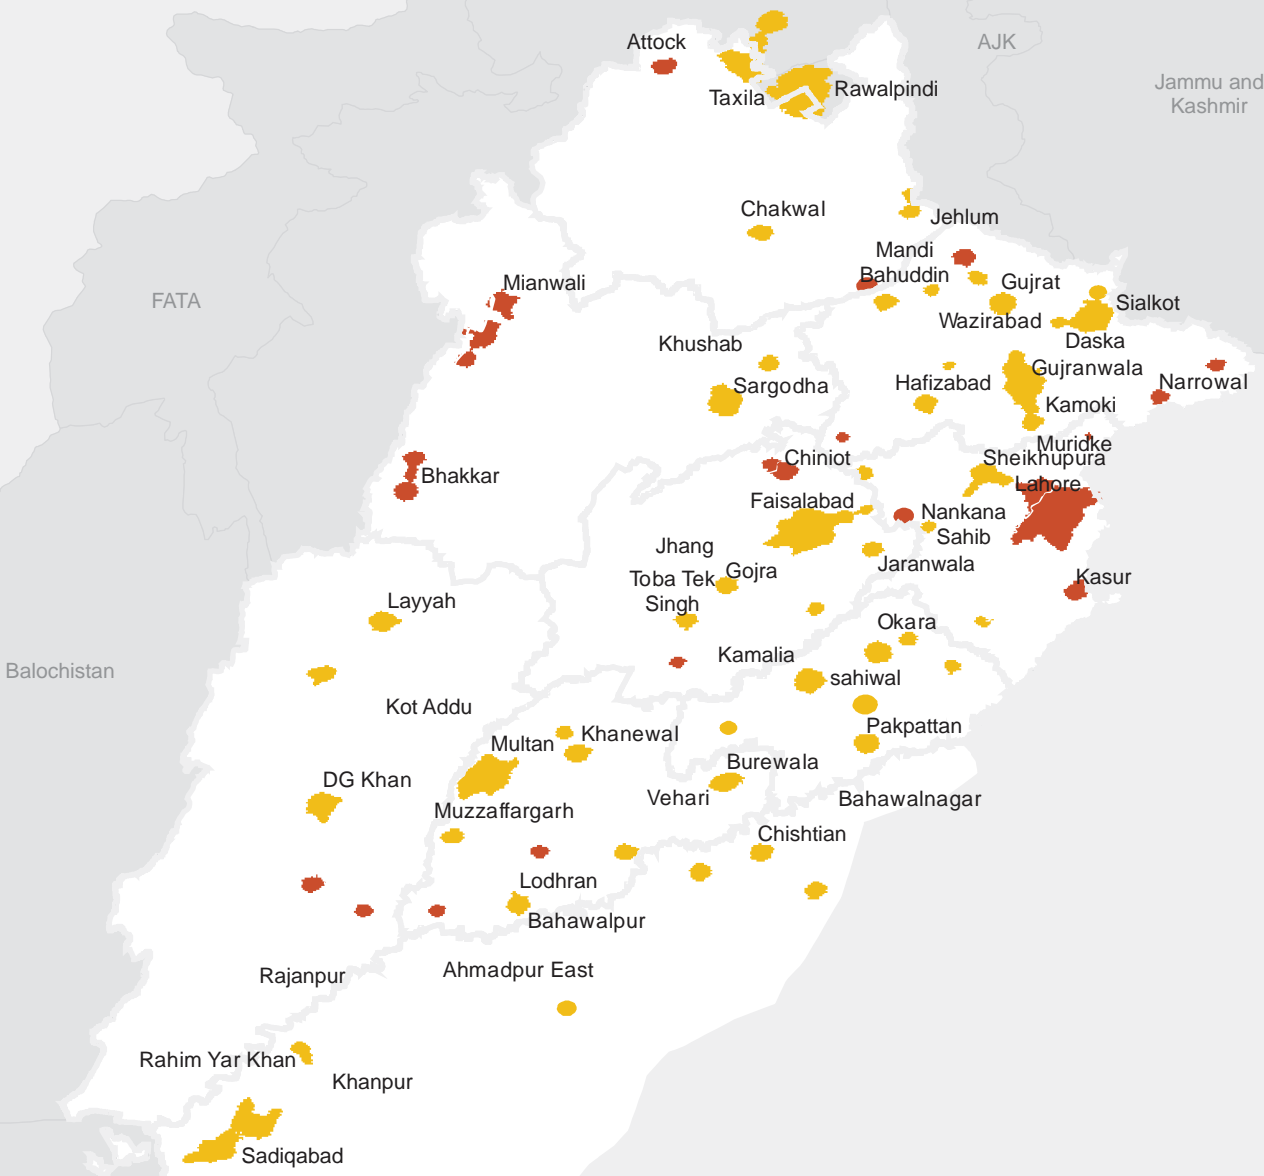 Attock
AJK
Jammu and
Kashmir
Taxila
Rawalpindi
Chakwal
Jehlum
Mandi
Bahuddin
Mianwali
Gujrat
FATA
Sialkot
Wazirabad
Daska
Khushab
Gujranwala
Sargodha
Hafizabad
Narrowal
Kamoki
Muridke
Chiniot
Sheikhupura
Bhakkar
Lahore
Faisalabad
Nankana
Sahib
Jhang
Jaranwala
Gojra
Toba Tek
Singh
Kasur
Layyah
Okara
Kamalia
Balochistan
sahiwal
Kot Addu
Pakpattan
Khanewal
Multan
Burewala
DG Khan
Vehari
Bahawalnagar
Muzzaffargarh
Chishtian
Lodhran
Bahawalpur
Ahmadpur East
Rajanpur
Rahim Yar Khan
Khanpur
Sadiqabad